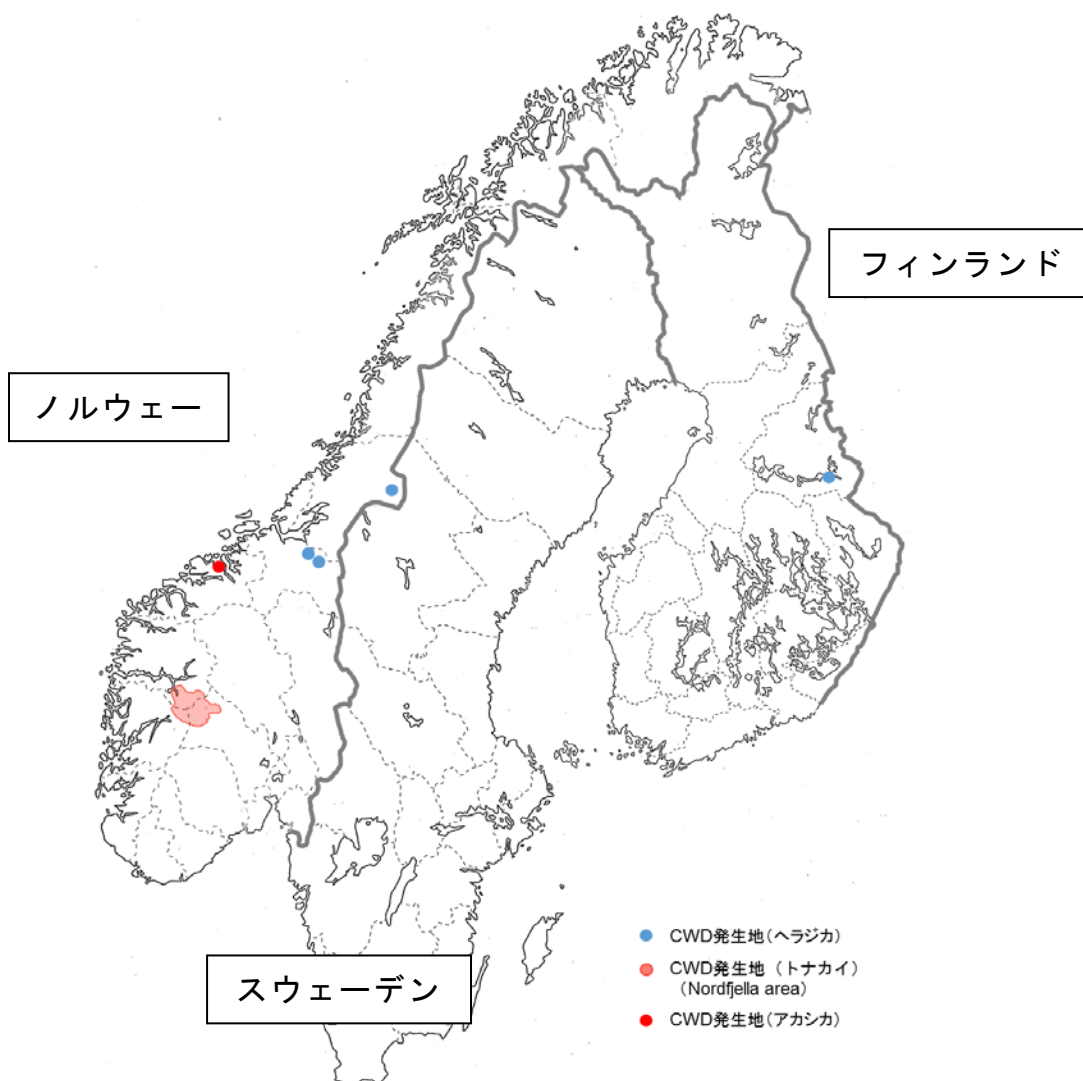 フィンランド
ノルウェー
スウェーデン
CWD発生地(ヘラジカ)
CWD発生地 (トナカイ)
(Nordfjella area)
CWD発生地(アカシカ)